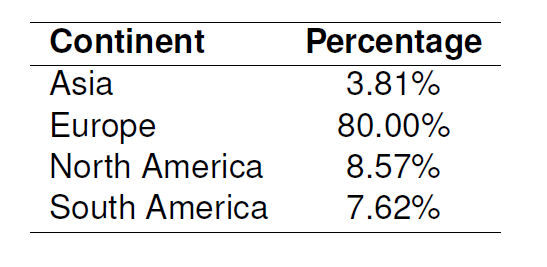 Continent Percentage
Asia 3.81%
Europe 80.00%
North America 8.57%
South America 7.62%